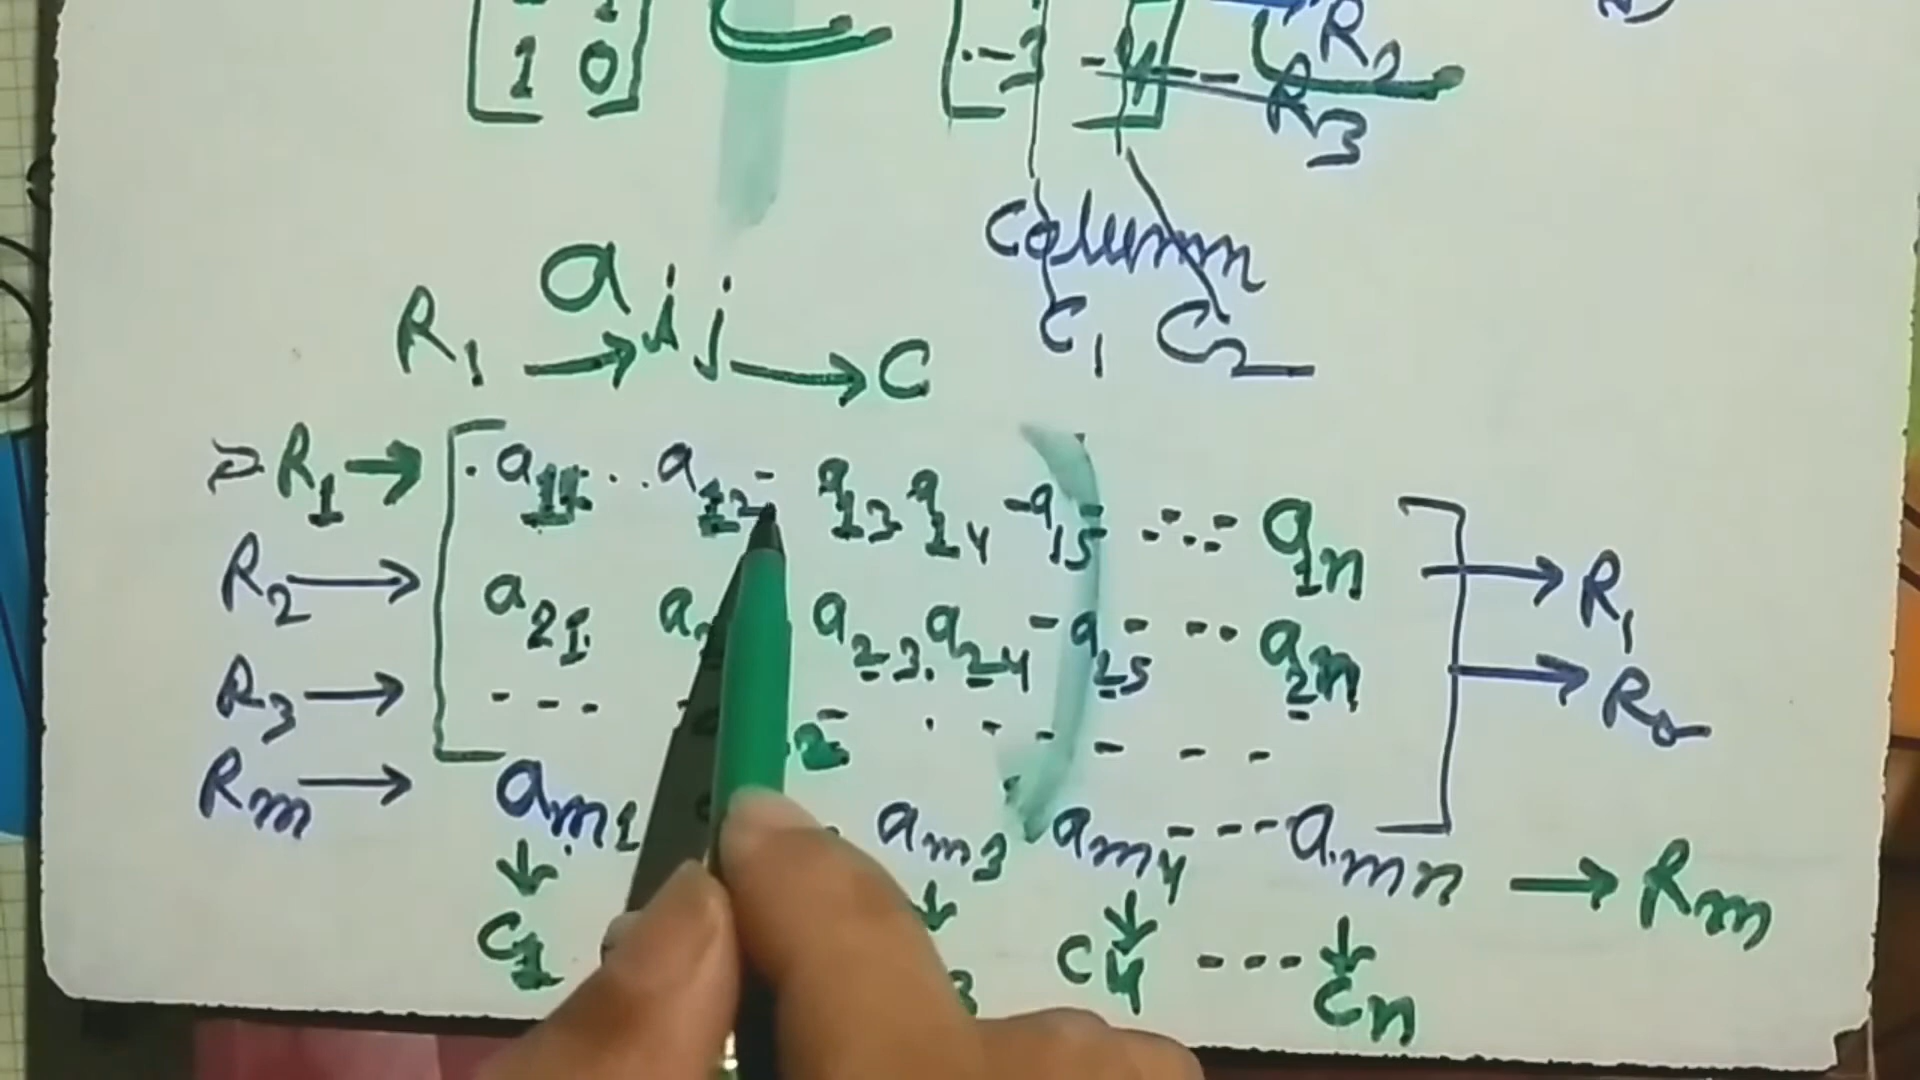 1 0 R2
R3
Column
a i j
R1 → → C C1 C2
R1 → a11 .. a12 - a13 a14 - a15 - ..... a1n
R2 → a21 a23 . a24 - a25 - --- a2n → R1
R3 → --- - - . - - - - - → R2
Rm → am1 am3 am4 ---- amn → Rm
C1 C4 --- Cn